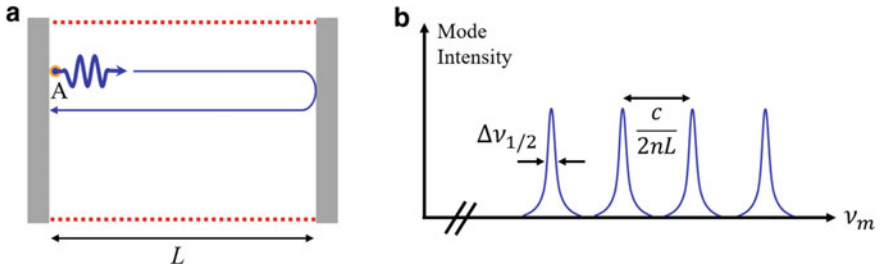 a
A
L
b
Mode
Intensity
Δν₁/₂
c
2nL
νₘ